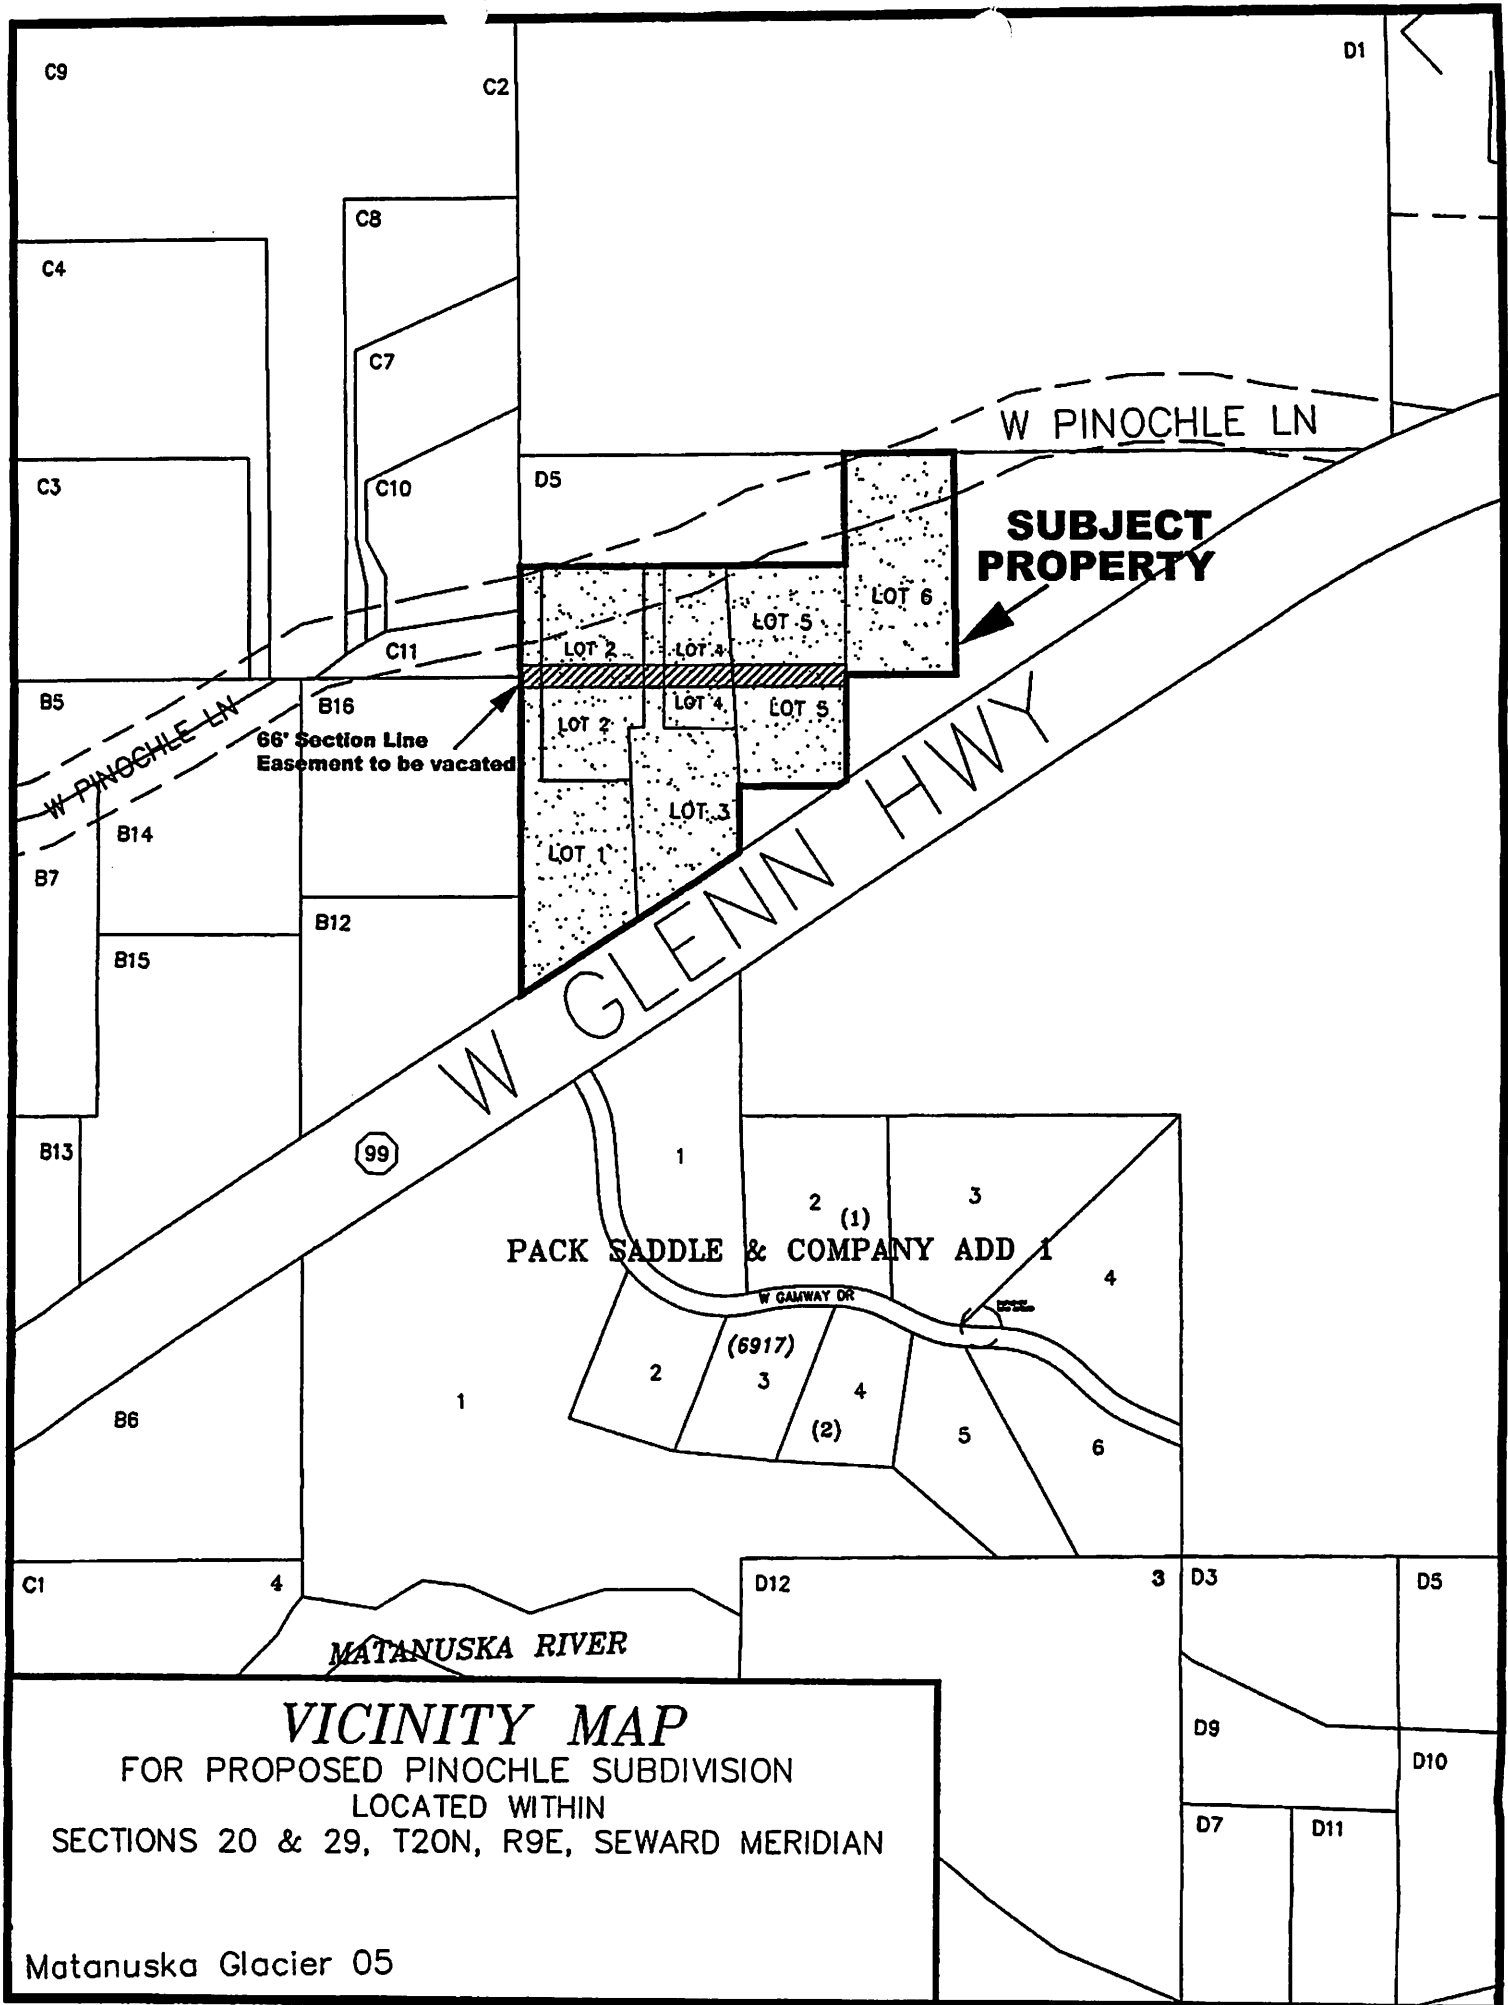 C9
C2
D1
C8
C4
C7
W PINOCHLE LN
C3
C10
D5
SUBJECT
PROPERTY
LOT 6
LOT 5
LOT 2
LOT 4
C11
B5
B16
LOT 4
LOT 5
LOT 2
W PINOCHLE LN
66' Section Line
Easement to be vacated
LOT 3
B14
LOT 1
B7
B12
B15
W GLENN HWY
B13
99
1
2
3
(1)
PACK SADDLE & COMPANY ADD 1
4
W GAMWAY DR
(6917)
2
3
4
1
B6
(2)
5
6
C1
4
D12
3
D3
D5
MATANUSKA RIVER
VICINITY MAP
FOR PROPOSED PINOCHLE SUBDIVISION
LOCATED WITHIN
SECTIONS 20 & 29, T20N, R9E, SEWARD MERIDIAN
D9
D10
D7
D11
Matanuska Glacier 05